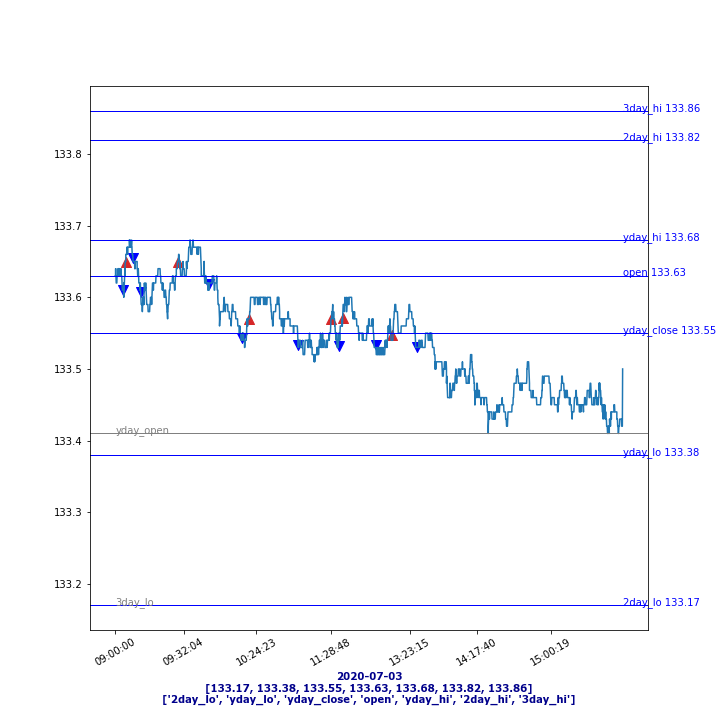 3day_hi 133.86
2day_hi 133.82
133.8
133.7
yday_hi 133.68
open 133.63
133.6
yday_close 133.55
133.5
133.4
yday_open
yday_lo 133.38
133.3
133.2
3day_lo
2day_lo 133.17
09:00:00
09:32:04
10:24:23
11:28:48
13:23:15
14:17:40
15:00:19
2020-07-03
[133.17, 133.38, 133.55, 133.63, 133.68, 133.82, 133.86]
['2day_lo', 'yday_lo', 'yday_close', 'open', 'yday_hi', '2day_hi', '3day_hi']